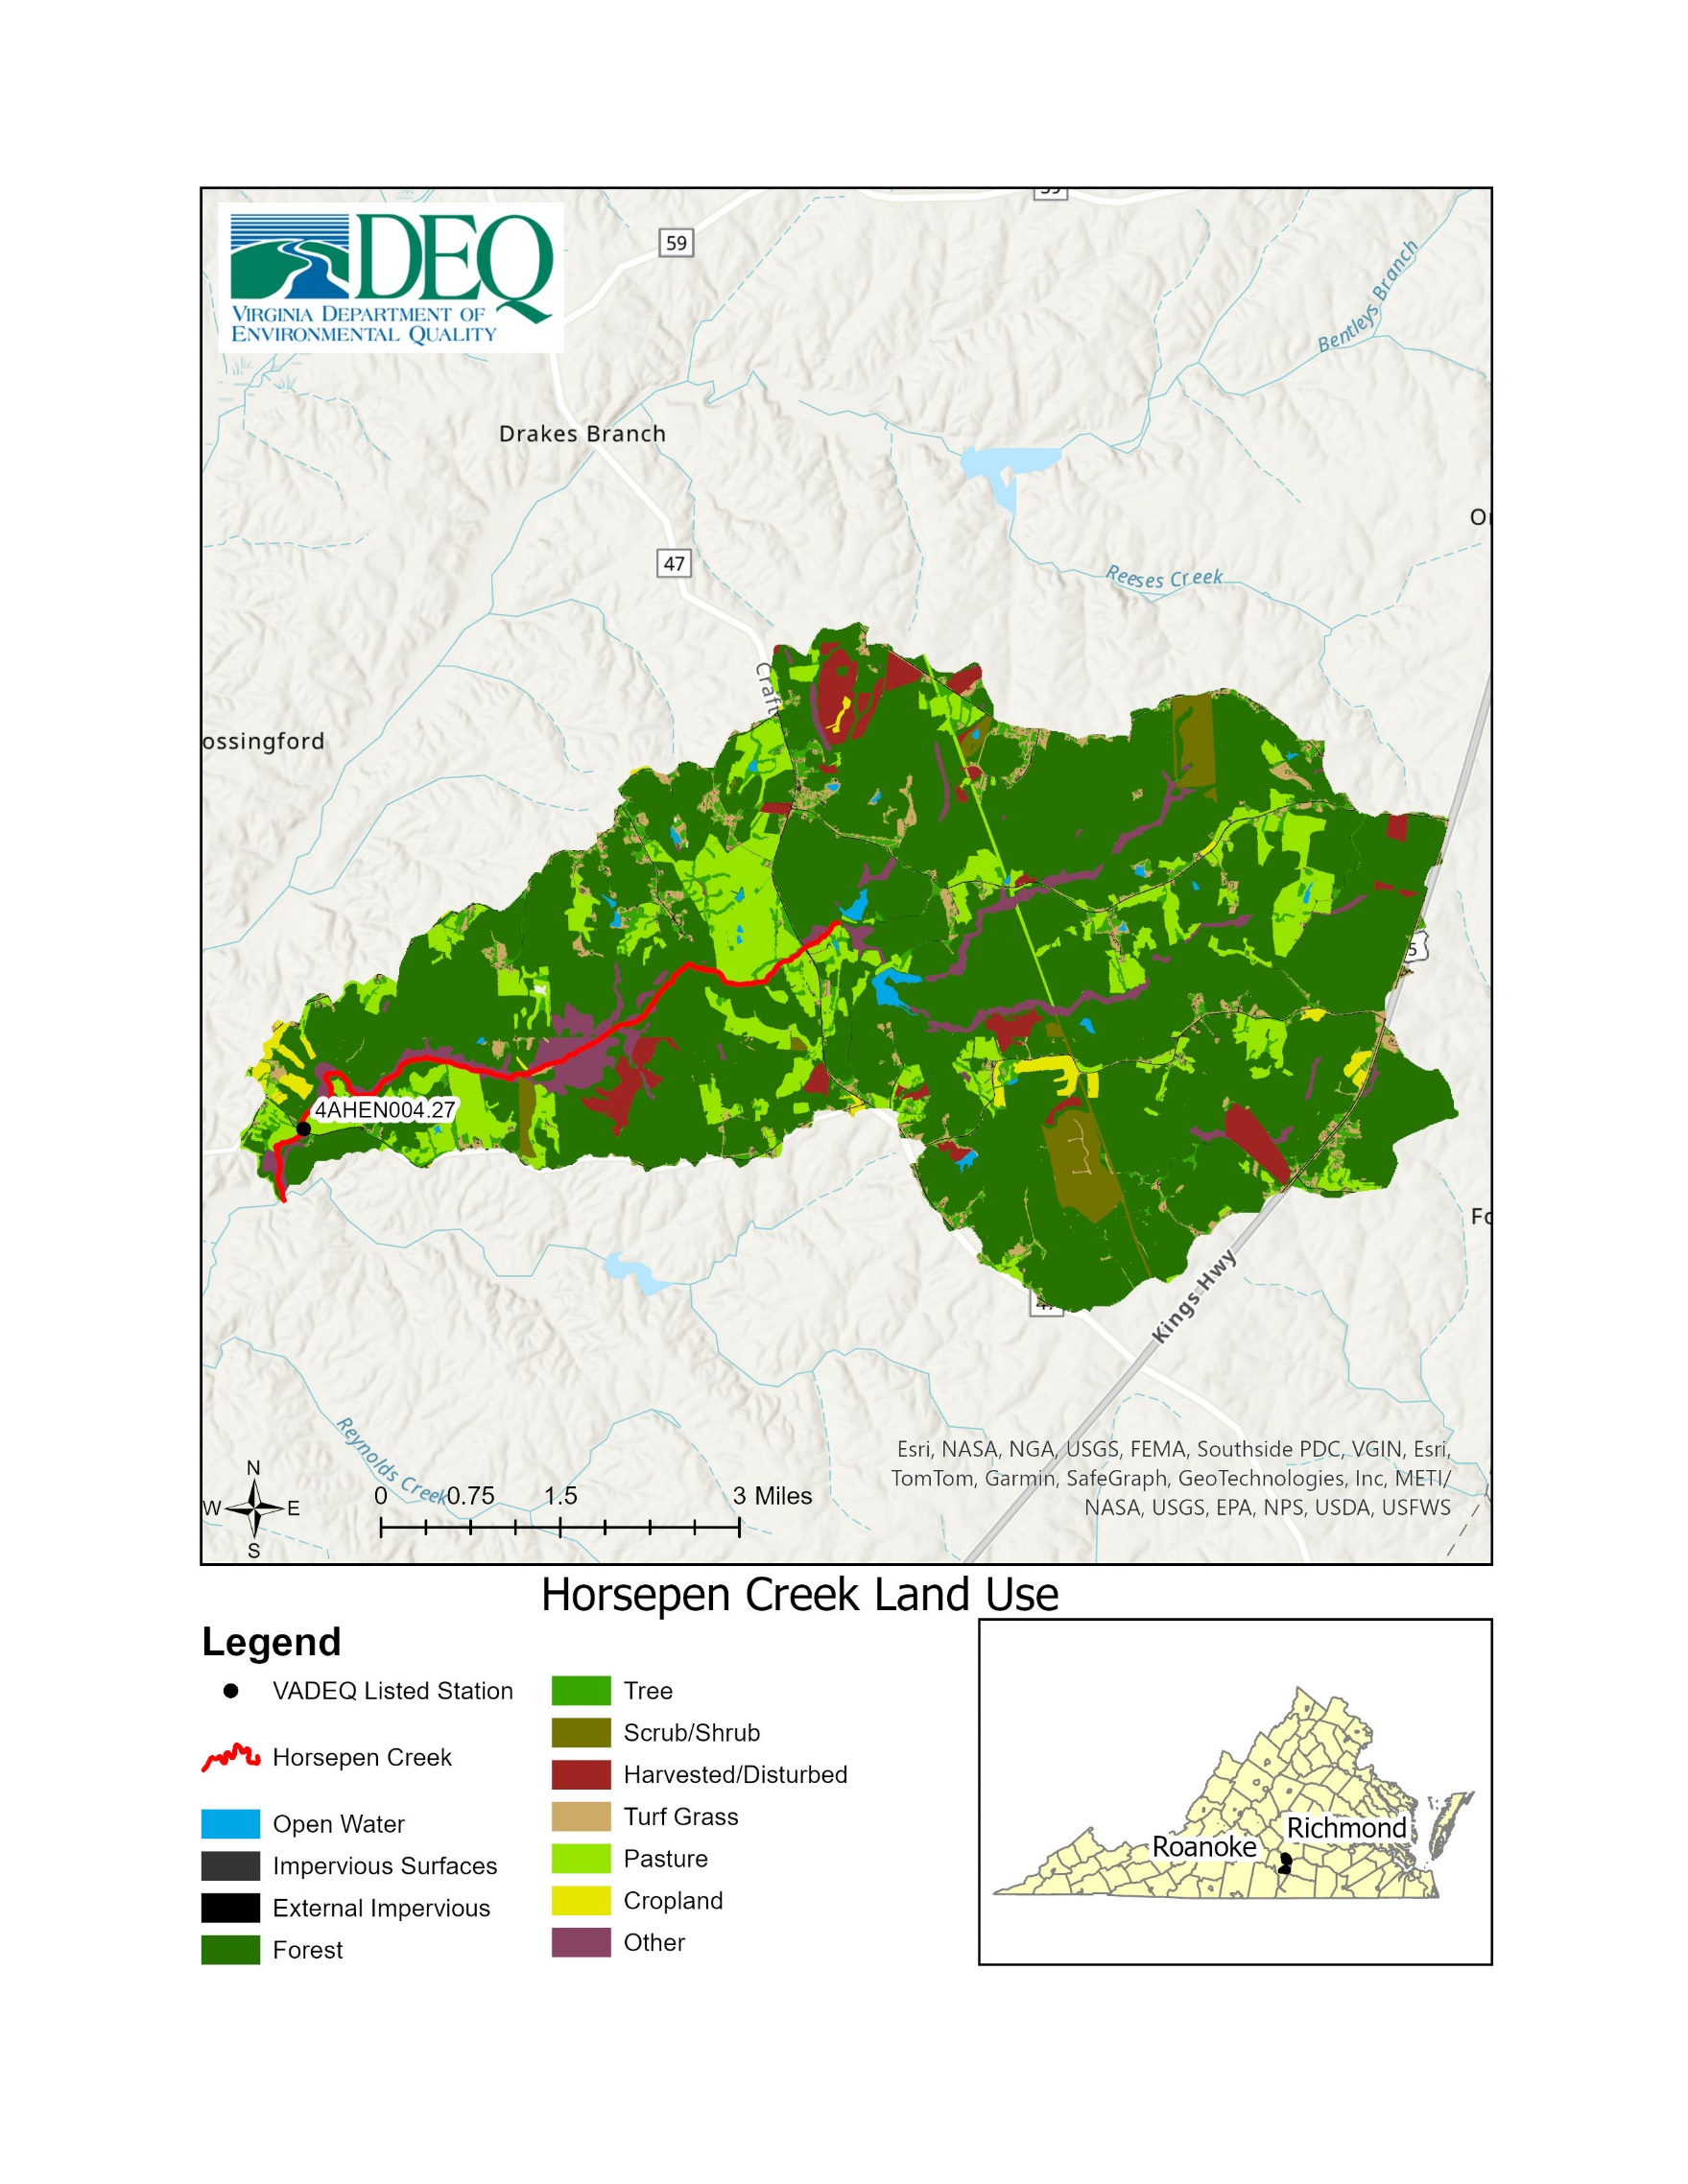 DEQ
VIRGINIA DEPARTMENT OF
ENVIRONMENTAL QUALITY
59
Bentleys Branch
Drakes Branch
47
Reeses Creek
Craft
ossingford
4AHEN004.27
Kings Hwy
Reynolds Creek
Esri, NASA, NGA, USGS, FEMA, Southside PDC, VGIN, Esri,
TomTom, Garmin, SafeGraph, GeoTechnologies, Inc, METI/
NASA, USGS, EPA, NPS, USDA, USFWS
N
W E
S
0 0.75 1.5 3 Miles
Horsepen Creek Land Use
Legend
VADEQ Listed Station
Horsepen Creek
Open Water
Impervious Surfaces
External Impervious
Forest
Tree
Scrub/Shrub
Harvested/Disturbed
Turf Grass
Pasture
Cropland
Other
Roanoke
Richmond